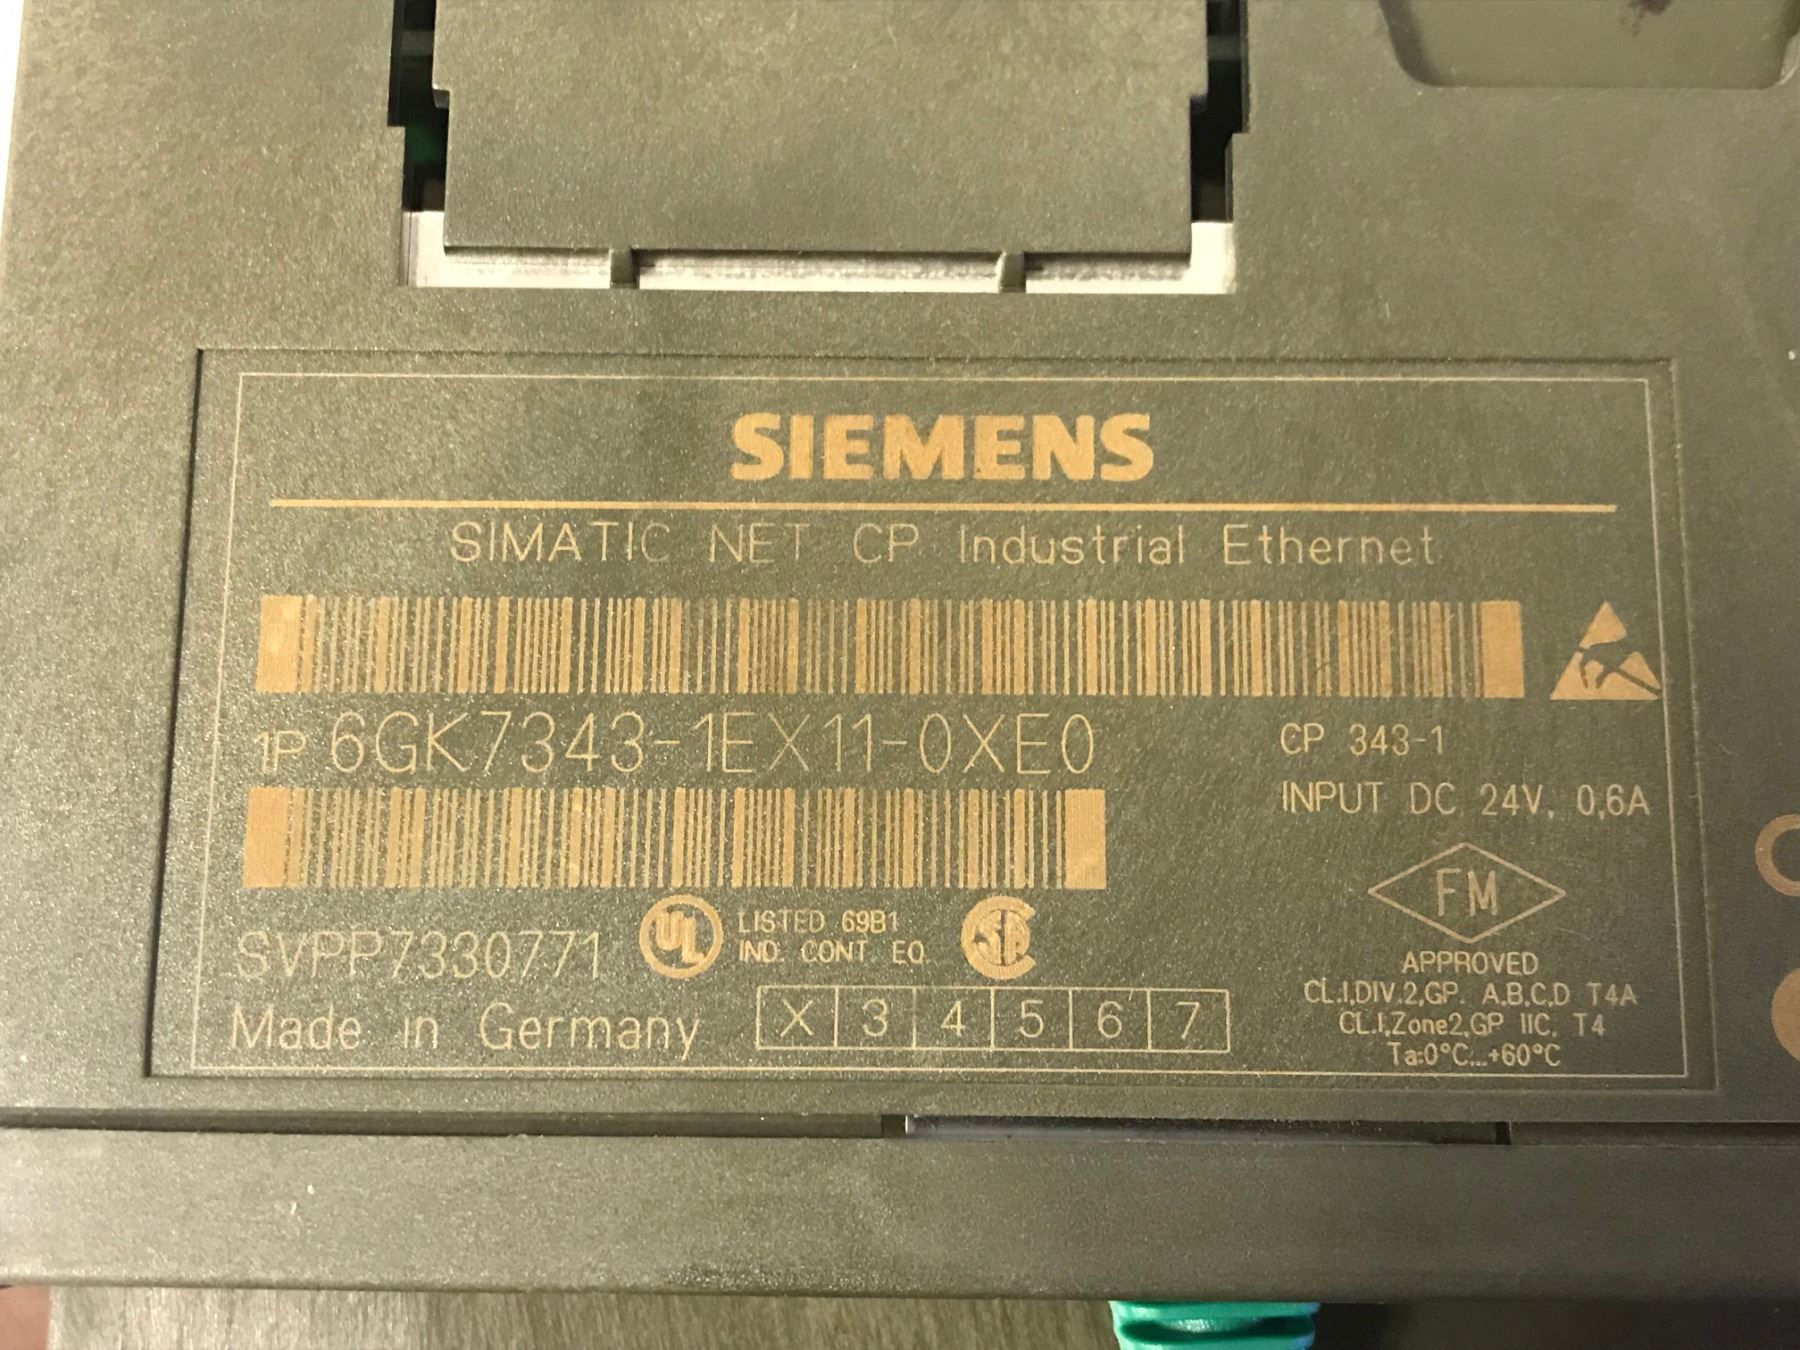 SIEMENS
SIMATIC NET CP Industrial Ethernet
1P 6GK7343-1EX11-0XE0
CP 343-1
INPUT DC 24V, 0,6A
SVPP7330771
UL LISTED 69B1
IND. CONT. EQ.
SA
FM
APPROVED
CL.I,DIV.2,GP. A.B.C,D T4A
CL.I,Zone2,GP IIC, T4
Ta:0°C...+60°C
Made in Germany
X 3 4 5 6 7